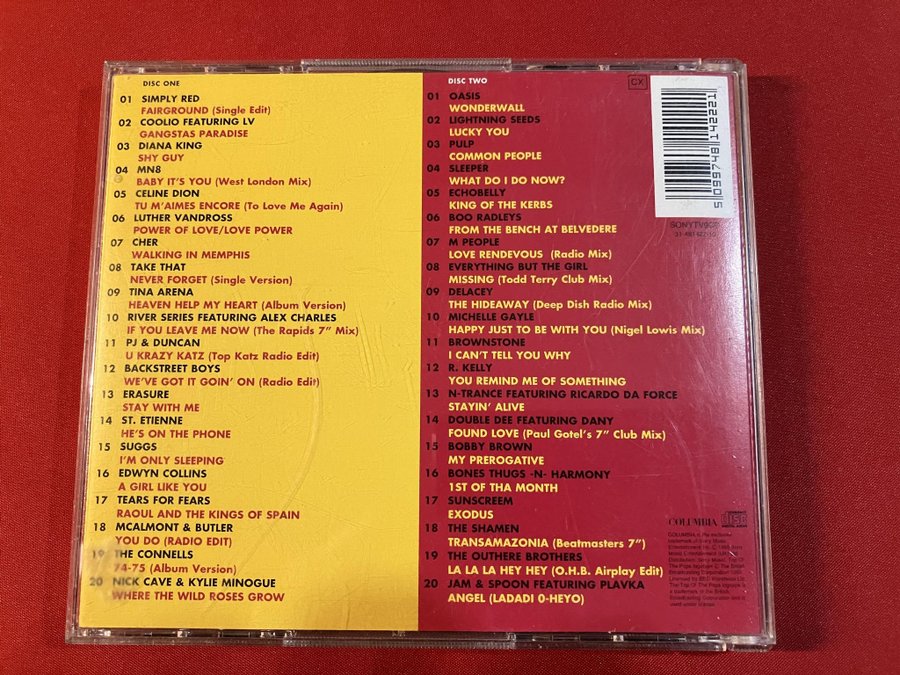 DISC ONE
01 SIMPLY RED
FAIRGROUND (Single Edit)
02 COOLIO FEATURING LV
GANGSTAS PARADISE
03 DIANA KING
SHY GUY
04 MN8
BABY IT'S YOU (West London Mix)
05 CELINE DION
TU M'AIMES ENCORE (To Love Me Again)
06 LUTHER VANDROSS
POWER OF LOVE/LOVE POWER
07 CHER
WALKING IN MEMPHIS
08 TAKE THAT
NEVER FORGET (Single Version)
09 TINA ARENA
HEAVEN HELP MY HEART (Album Version)
10 RIVER SERIES FEATURING ALEX CHARLES
IF YOU LEAVE ME NOW (The Rapids 7" Mix)
11 PJ & DUNCAN
U KRAZY KATZ (Top Katz Radio Edit)
12 BACKSTREET BOYS
WE'VE GOT IT GOIN' ON (Radio Edit)
13 ERASURE
STAY WITH ME
14 ST. ETIENNE
HE'S ON THE PHONE
15 SUGGS
I'M ONLY SLEEPING
16 EDWYN COLLINS
A GIRL LIKE YOU
17 TEARS FOR FEARS
RAOUL AND THE KINGS OF SPAIN
18 MCALMONT & BUTLER
YOU DO (RADIO EDIT)
19 THE CONNELLS
74-75 (Album Version)
20 NICK CAVE & KYLIE MINOGUE
WHERE THE WILD ROSES GROW
DISC TWO
01 OASIS
WONDERWALL
02 LIGHTNING SEEDS
LUCKY YOU
03 PULP
COMMON PEOPLE
04 SLEEPER
WHAT DO I DO NOW?
05 ECHOBELLY
KING OF THE KERBS
06 BOO RADLEYS
FROM THE BENCH AT BELVEDERE
07 M PEOPLE
LOVE RENDEVOUS (Radio Mix)
08 EVERYTHING BUT THE GIRL
MISSING (Todd Terry Club Mix)
09 DELACEY
THE HIDEAWAY (Deep Dish Radio Mix)
10 MICHELLE GAYLE
HAPPY JUST TO BE WITH YOU (Nigel Lowis Mix)
11 BROWNSTONE
I CAN'T TELL YOU WHY
12 R. KELLY
YOU REMIND ME OF SOMETHING
13 N-TRANCE FEATURING RICARDO DA FORCE
STAYIN' ALIVE
14 DOUBLE DEE FEATURING DANY
FOUND LOVE (Paul Gotel's 7" Club Mix)
15 BOBBY BROWN
MY PREROGATIVE
16 BONES THUGS -N- HARMONY
1ST OF THA MONTH
17 SUNSCREEM
EXODUS
18 THE SHAMEN
TRANSAMAZONIA (Beatmasters 7")
19 THE OUTHERE BROTHERS
LA LA LA HEY HEY (O.H.B. Airplay Edit)
20 JAM & SPOON FEATURING PLAVKA
ANGEL (LADADI 0-HEYO)
CX
5 099748 142221
COLUMBIA
COMPACT
disc
DIGITAL AUDIO